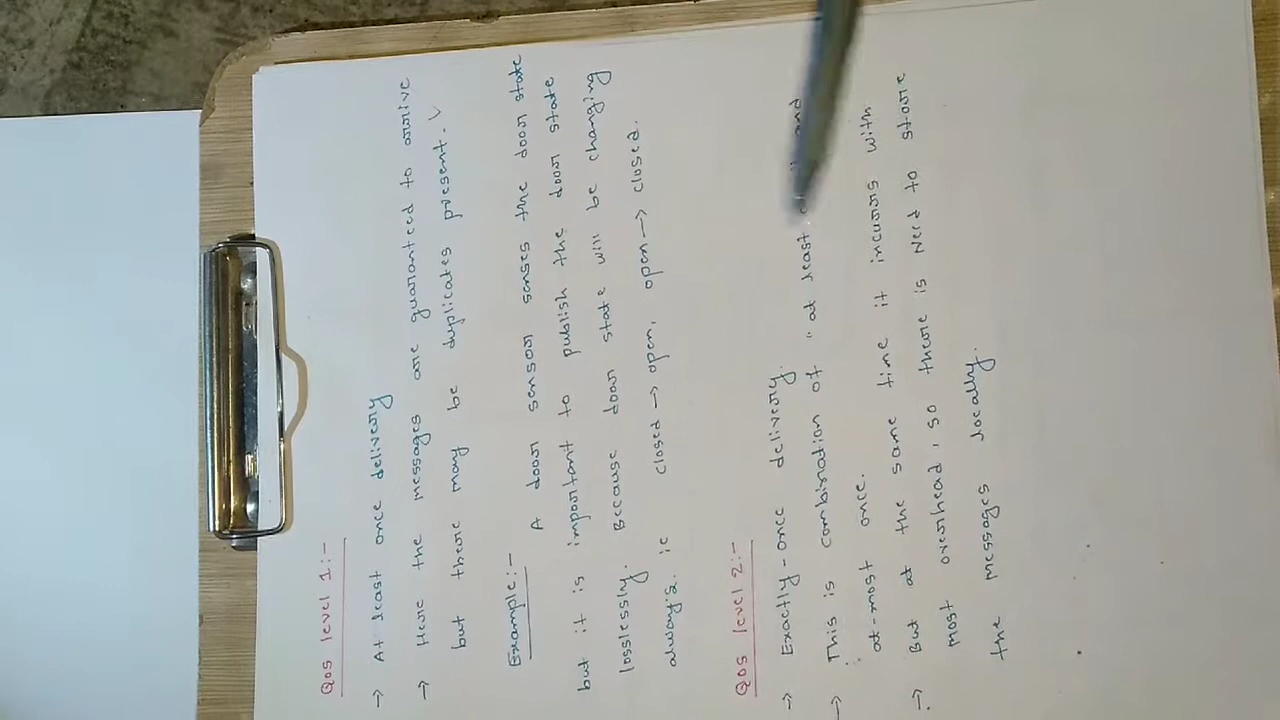 QOS level 1:-
→ At least once delivery
→ Here the messages are guaranteed to arrive
but there may be duplicates present.
Example:- A door sensor senses the door state
but it is important to publish the door state
losslessly. Because door state will be changing
always. ie closed → open, open → closed.
QOS level 2:-
→ Exactly-once delivery.
→ This is combination of "at least and
at-most once.
→ But at the same time it incurrs with
most overhead, so there is Need to store
the messages locally.